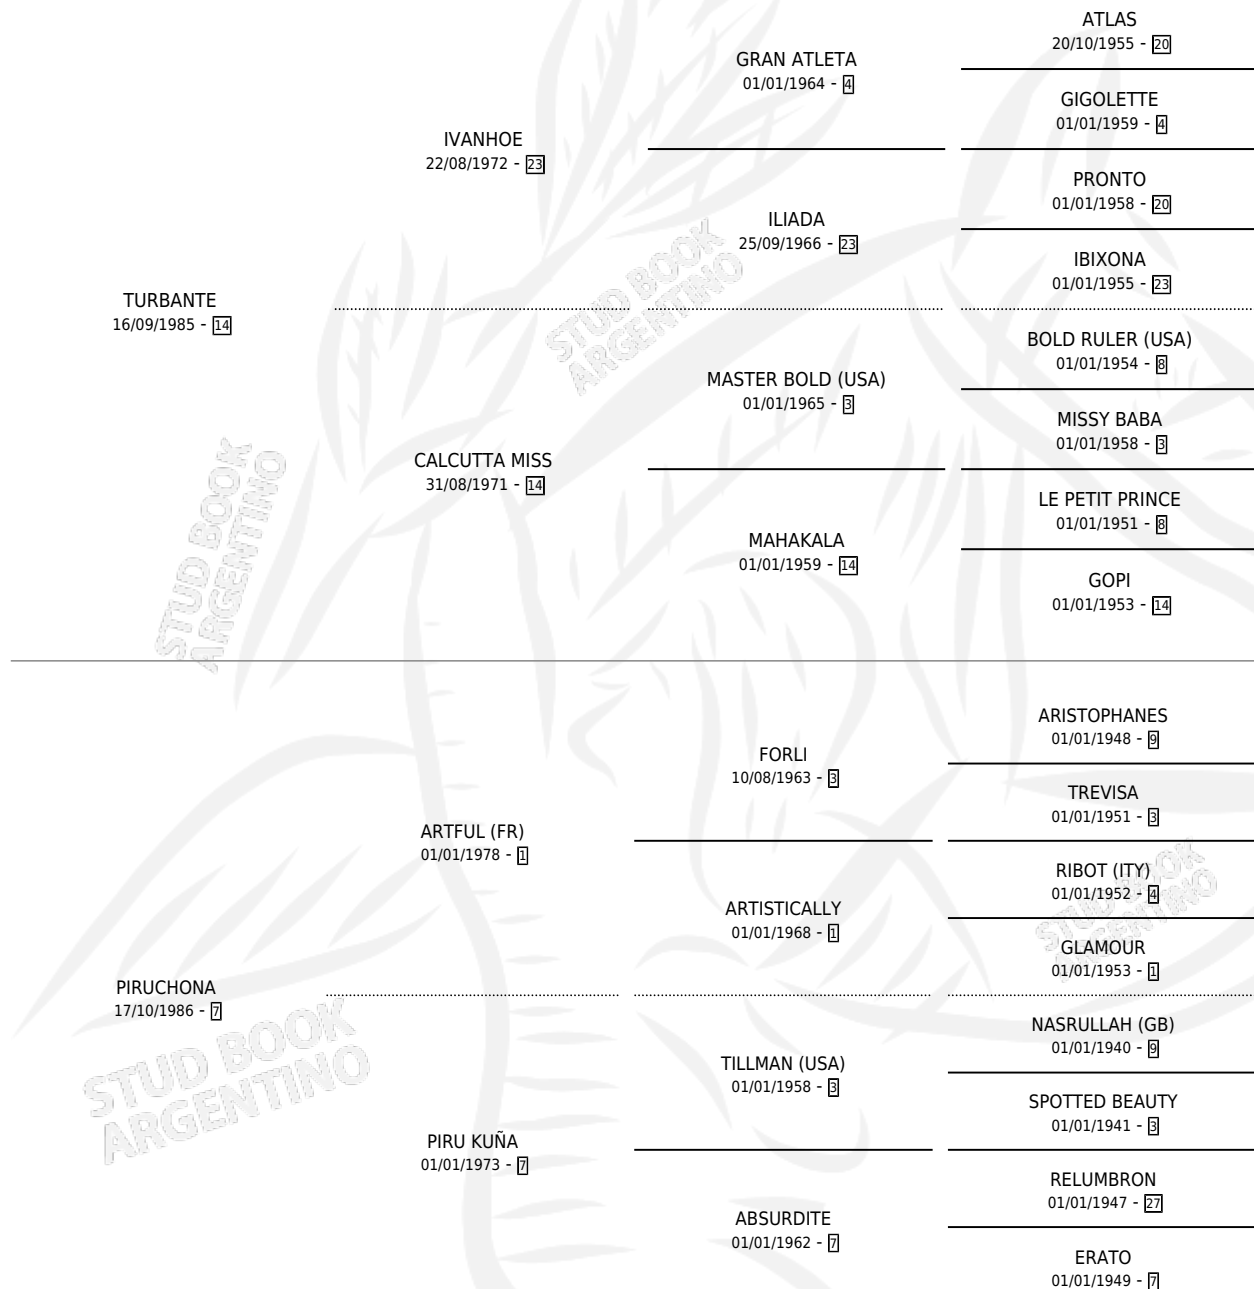 TURBANTE
16/09/1985 - 14
IVANHOE
22/08/1972 - 23
GRAN ATLETA
01/01/1964 - 4
ATLAS
20/10/1955 - 20
GIGOLETTE
01/01/1959 - 4
ILIADA
25/09/1966 - 23
PRONTO
01/01/1958 - 20
IBIXONA
01/01/1955 - 23
CALCUTTA MISS
31/08/1971 - 14
MASTER BOLD (USA)
01/01/1965 - 3
BOLD RULER (USA)
01/01/1954 - 8
MISSY BABA
01/01/1958 - 3
MAHAKALA
01/01/1959 - 14
LE PETIT PRINCE
01/01/1951 - 8
GOPI
01/01/1953 - 14
PIRUCHONA
17/10/1986 - 7
ARTFUL (FR)
01/01/1978 - 1
FORLI
10/08/1963 - 3
ARISTOPHANES
01/01/1948 - 9
TREVISA
01/01/1951 - 3
ARTISTICALLY
01/01/1968 - 1
RIBOT (ITY)
01/01/1952 - 4
GLAMOUR
01/01/1953 - 1
PIRU KUÑA
01/01/1973 - 7
TILLMAN (USA)
01/01/1958 - 3
NASRULLAH (GB)
01/01/1940 - 9
SPOTTED BEAUTY
01/01/1941 - 3
ABSURDITE
01/01/1962 - 7
RELUMBRON
01/01/1947 - 27
ERATO
01/01/1949 - 7
STUD BOOK
ARGENTINO
STUD BOOK
ARGENTINO
STUD BOOK
ARGENTINO
STUD BOOK
ARGENTINO